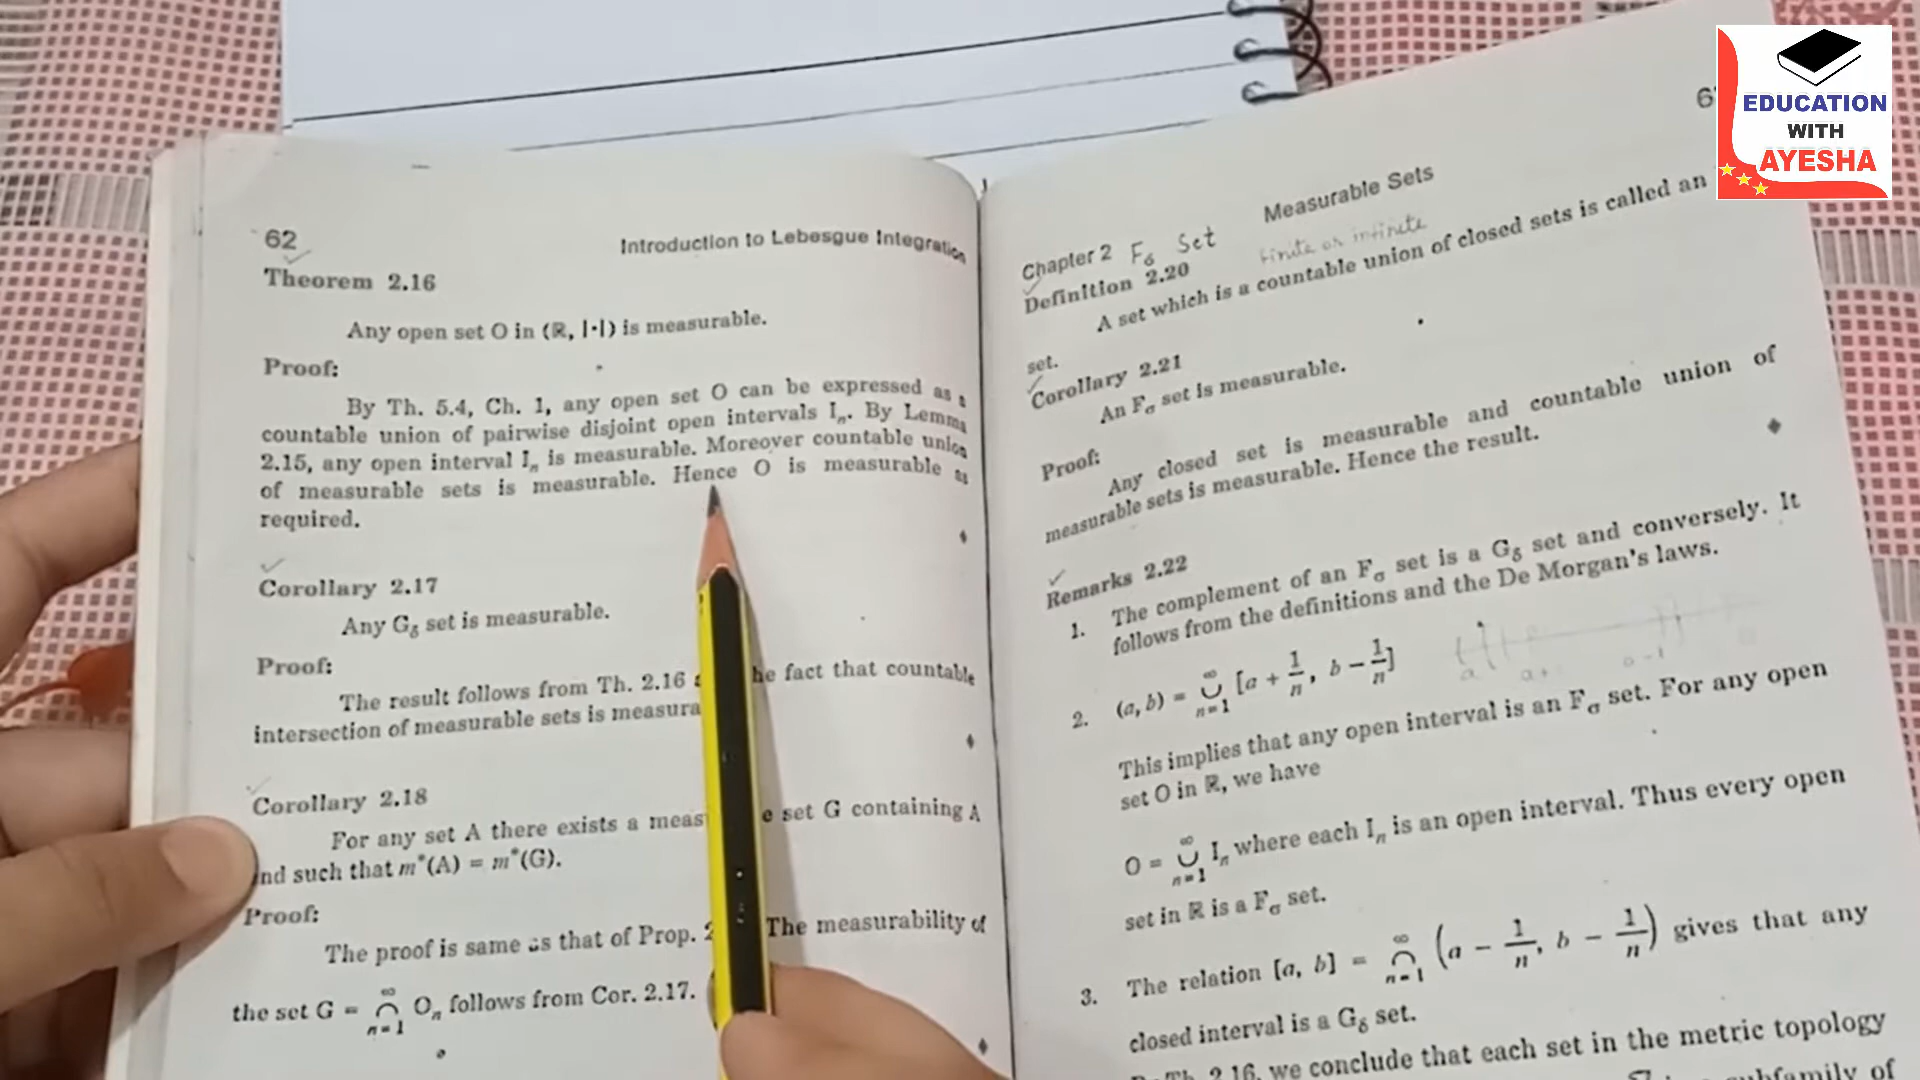 EDUCATION
WITH
AYESHA
62
Introduction to Lebesgue Integration
Theorem 2.16
Any open set O in (ℝ, |·|) is measurable.
Proof:
By Th. 5.4, Ch. 1, any open set O can be expressed as a
countable union of pairwise disjoint open intervals Iₙ. By Lemma
2.15, any open interval Iₙ is measurable. Moreover countable union
of measurable sets is measurable. Hence O is measurable as
required.
Corollary 2.17
Any G_δ set is measurable.
Proof:
The result follows from Th. 2.16 he fact that countable
intersection of measurable sets is measura
Corollary 2.18
For any set A there exists a meas e set G containing A
nd such that m*(A) = m*(G).
Proof:
The proof is same as that of Prop. 2 The measurability of
the set G = ∩ₙ₌₁^∞ Oₙ follows from Cor. 2.17.
6
Measurable Sets
Chapter 2 F_σ Set
finite or infinite
Definition 2.20
A set which is a countable union of closed sets is called an
set.
Corollary 2.21
An F_σ set is measurable.
Proof:
Any closed set is measurable and countable union of
measurable sets is measurable. Hence the result.
Remarks 2.22
1. The complement of an F_σ set is a G_δ set and conversely. It
follows from the definitions and the De Morgan's laws.
2. (a, b) = ∪ₙ₌₁^∞ [a + 1/n, b − 1/n]
This implies that any open interval is an F_σ set. For any open
set O in ℝ, we have
O = ∪ₙ₌₁^∞ Iₙ where each Iₙ is an open interval. Thus every open
set in ℝ is a F_σ set.
3. The relation [a, b] = ∩ₙ₌₁^∞ (a − 1/n, b − 1/n) gives that any
closed interval is a G_δ set.
Th. 2.16, we conclude that each set in the metric topology
subfamily of